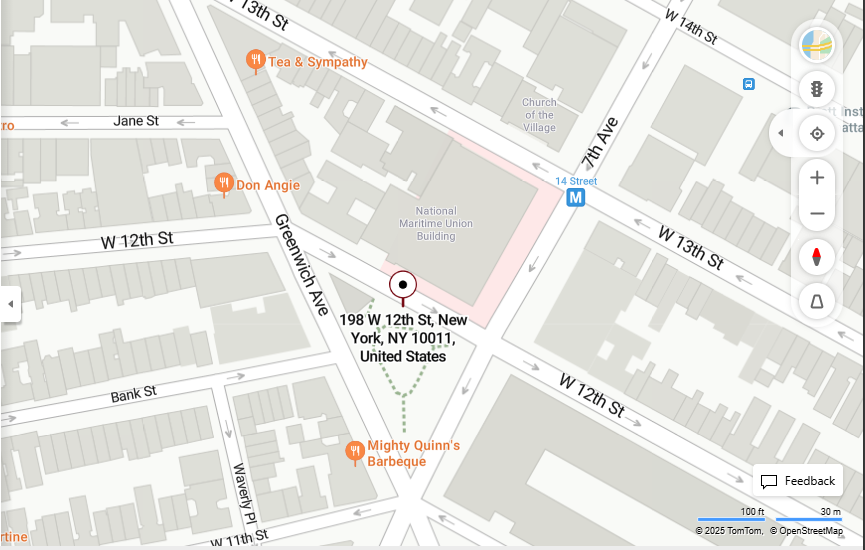 W 13th St
W 14th St
Tea & Sympathy
Church
of the
Village
7th Ave
Jane St
14 Street
M
Don Angie
National
Maritime Union
Building
W 12th St
Greenwich Ave
W 13th St
198 W 12th St, New
York, NY 10011,
United States
Bank St
W 12th St
Mighty Quinn's
Barbeque
Waverly Pl
W 11th St
Feedback
100 ft
30 m
© 2025 TomTom, © OpenStreetMap